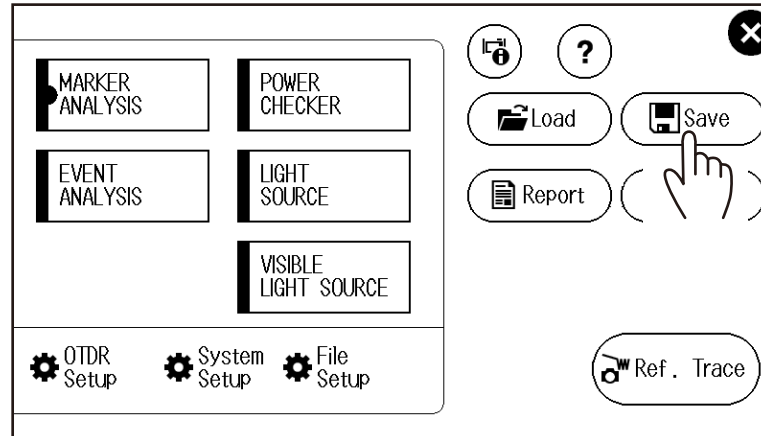 MARKER
ANALYSIS
POWER
CHECKER
EVENT
ANALYSIS
LIGHT
SOURCE
VISIBLE
LIGHT SOURCE
OTDR
Setup
System
Setup
File
Setup
?
Load
Save
Report
Ref. Trace